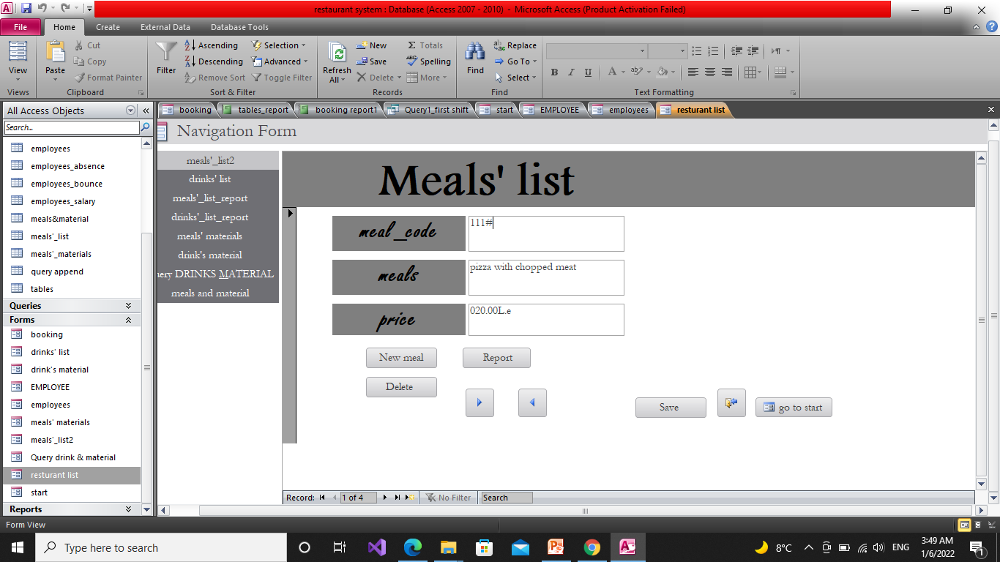 restaurant system : Database (Access 2007 - 2010) - Microsoft Access (Product Activation Failed)
File Home Create External Data Database Tools
View
Views
Paste
Cut
Copy
Format Painter
Clipboard
Filter
Ascending
Descending
Remove Sort
Selection
Advanced
Toggle Filter
Sort & Filter
Refresh
All
New
Save
Delete
Totals
Spelling
More
Records
Find
Replace
Go To
Select
Find
B I U
A
Text Formatting
All Access Objects
Search...
employees
employees_absence
employees_bounce
employees_salary
meals&material
meals'_list
meals'_materials
query append
tables
Queries
Forms
booking
drinks' list
drink's material
EMPLOYEE
employees
meals' materials
meals'_list2
Query drink & material
resturant list
start
Reports
booking tables_report booking report1 Query1_first shift start EMPLOYEE employees resturant list
Navigation Form
meals'_list2
drinks' list
meals'_list_report
drinks'_list_report
meals' materials
drink's material
ery DRINKS MATERIAL
meals and material
Meals' list
meal_code 111#
meals pizza with chopped meat
price 020.00L.e
New meal Report
Delete
Save go to start
Record: 1 of 4 No Filter Search
Form View
Type here to search
8°C ENG
3:49 AM
1/6/2022
1